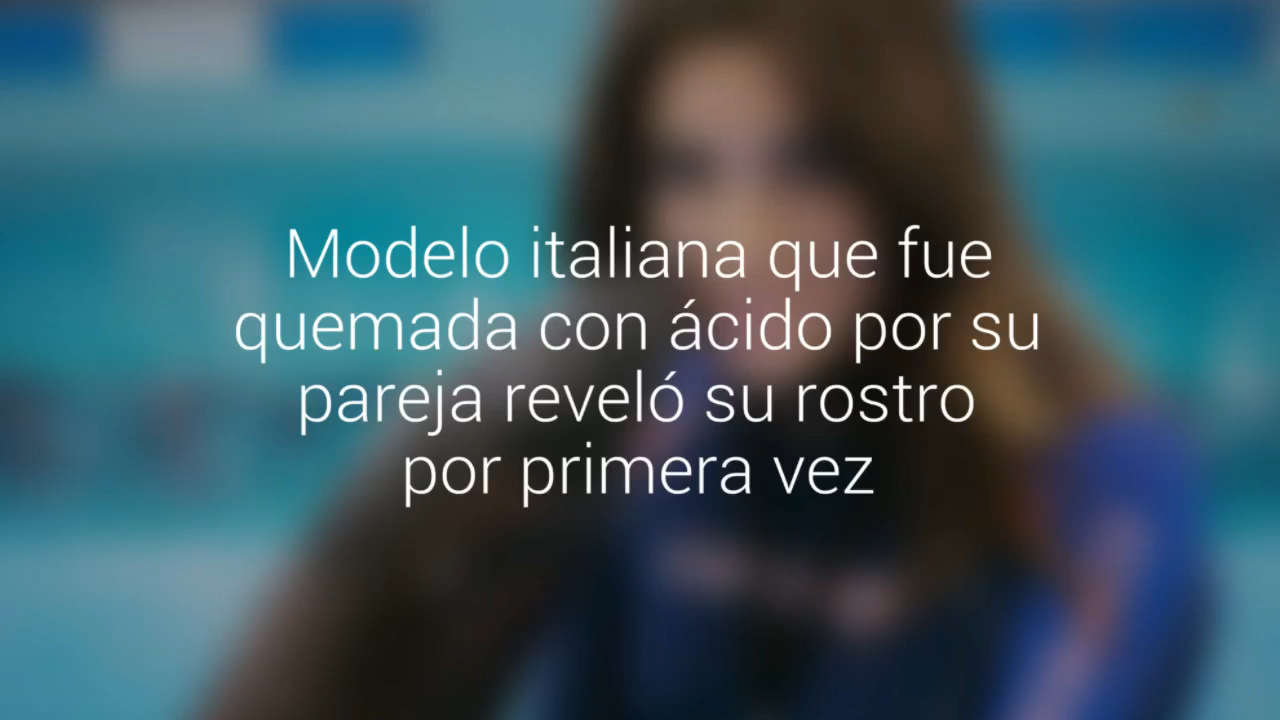 Modelo italiana que fue
quemada con ácido por su
pareja reveló su rostro
por primera vez